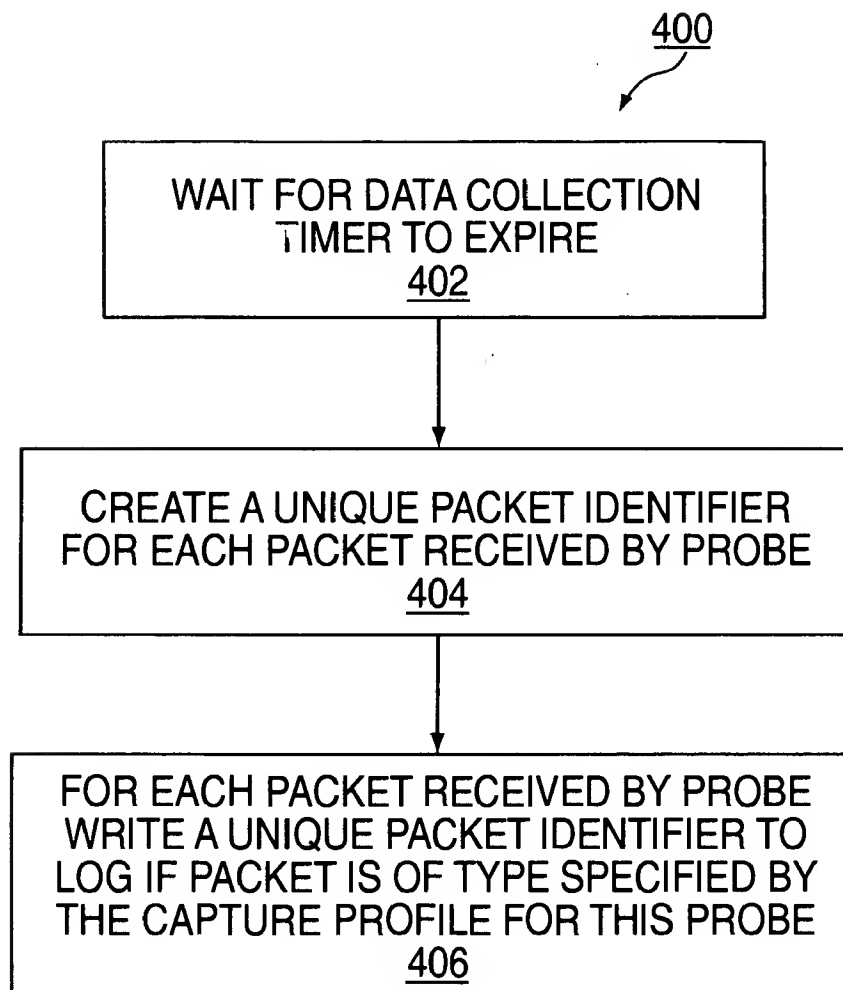 400
WAIT FOR DATA COLLECTION
TIMER TO EXPIRE
402
CREATE A UNIQUE PACKET IDENTIFIER
FOR EACH PACKET RECEIVED BY PROBE
404
FOR EACH PACKET RECEIVED BY PROBE
WRITE A UNIQUE PACKET IDENTIFIER TO
LOG IF PACKET IS OF TYPE SPECIFIED BY
THE CAPTURE PROFILE FOR THIS PROBE
406